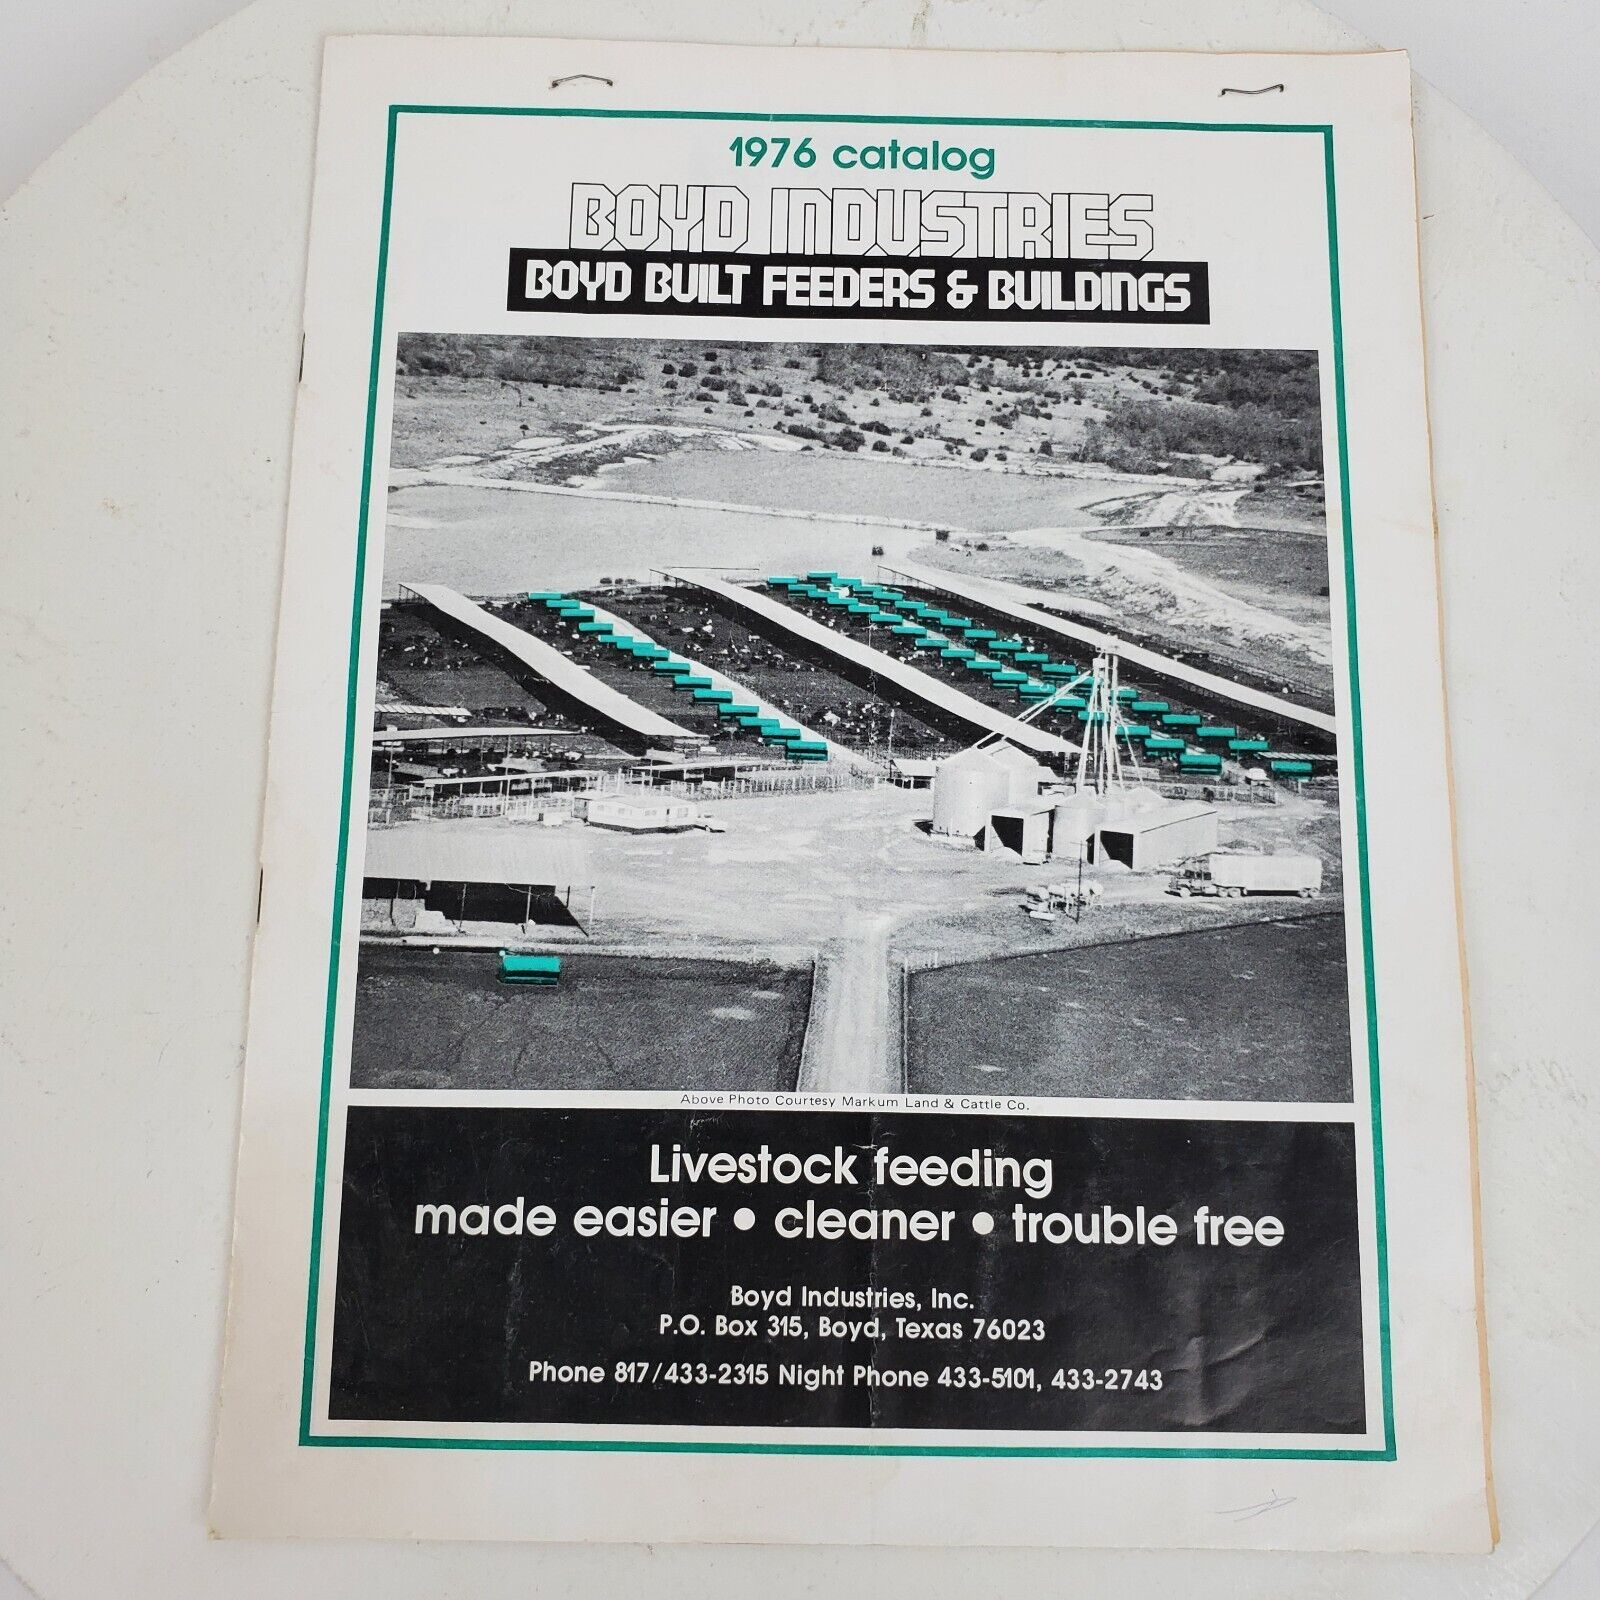 1976 catalog
BOYD INDUSTRIES
BOYD BUILT FEEDERS & BUILDINGS
Above Photo Courtesy Markum Land & Cattle Co.
Livestock feeding
made easier • cleaner • trouble free
Boyd Industries, Inc.
P.O. Box 315, Boyd, Texas 76023
Phone 817/433-2315 Night Phone 433-5101, 433-2743